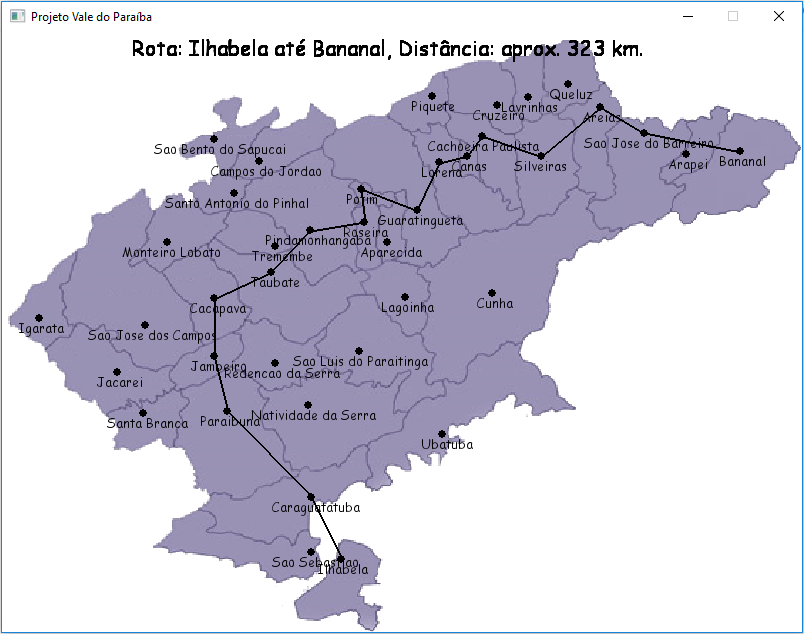 Projeto Vale do Paraíba
Rota: Ilhabela até Bananal, Distância: aprox. 323 km.
Queluz
Piquete
Lavrinhas
Cruzeiro
Areias
Sao Jose do Barreiro
Cachoeira Paulista
Sao Bento do Sapucai
Bananal
Arapei
Silveiras
Canas
Lorena
Campos do Jordao
Potim
Santo Antonio do Pinhal
Guaratingueta
Roseira
Pindamonhangaba
Monteiro Lobato
Aparecida
Tremembe
Taubate
Cunha
Lagoinha
Cacapava
Igarata
Sao Jose dos Campos
Sao Luis do Paraitinga
Jambeiro
Redencao da Serra
Jacarei
Natividade da Serra
Paraibuna
Santa Branca
Ubatuba
Caraguatatuba
Sao Sebastiao
Ilhabela